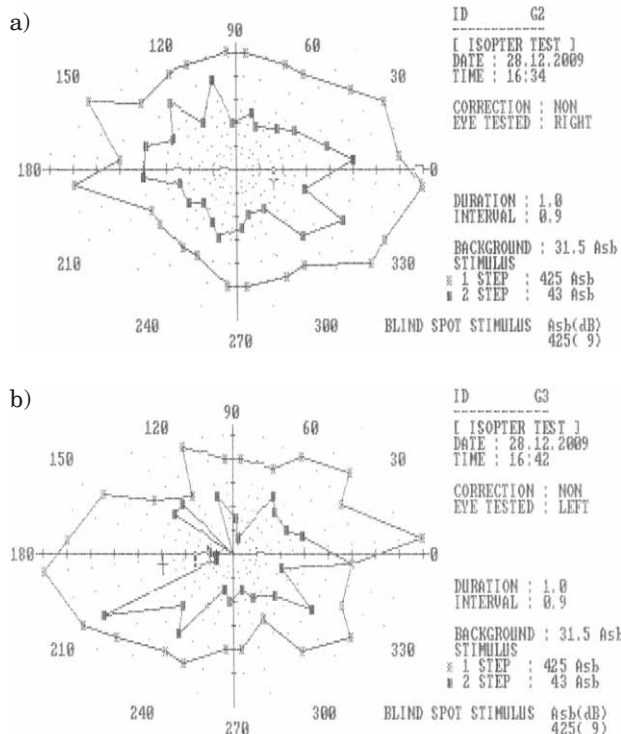 a)
90
120
60
150
30
180
0
210
330
240
300
270
ID G2
[ ISOPTER TEST ]
DATE : 28.12.2009
TIME : 16:34
CORRECTION : NON
EYE TESTED : RIGHT
DURATION : 1.0
INTERVAL : 0.9
BACKGROUND : 31.5 Asb
STIMULUS
1 STEP : 425 Asb
2 STEP : 43 Asb
BLIND SPOT STIMULUS Asb(dB)
425( 9)
b)
90
120
60
150
30
180
0
210
330
240
300
270
ID G3
[ ISOPTER TEST ]
DATE : 28.12.2009
TIME : 16:42
CORRECTION : NON
EYE TESTED : LEFT
DURATION : 1.0
INTERVAL : 0.9
BACKGROUND : 31.5 Asb
STIMULUS
1 STEP : 425 Asb
2 STEP : 43 Asb
BLIND SPOT STIMULUS Asb(dB)
425( 9)